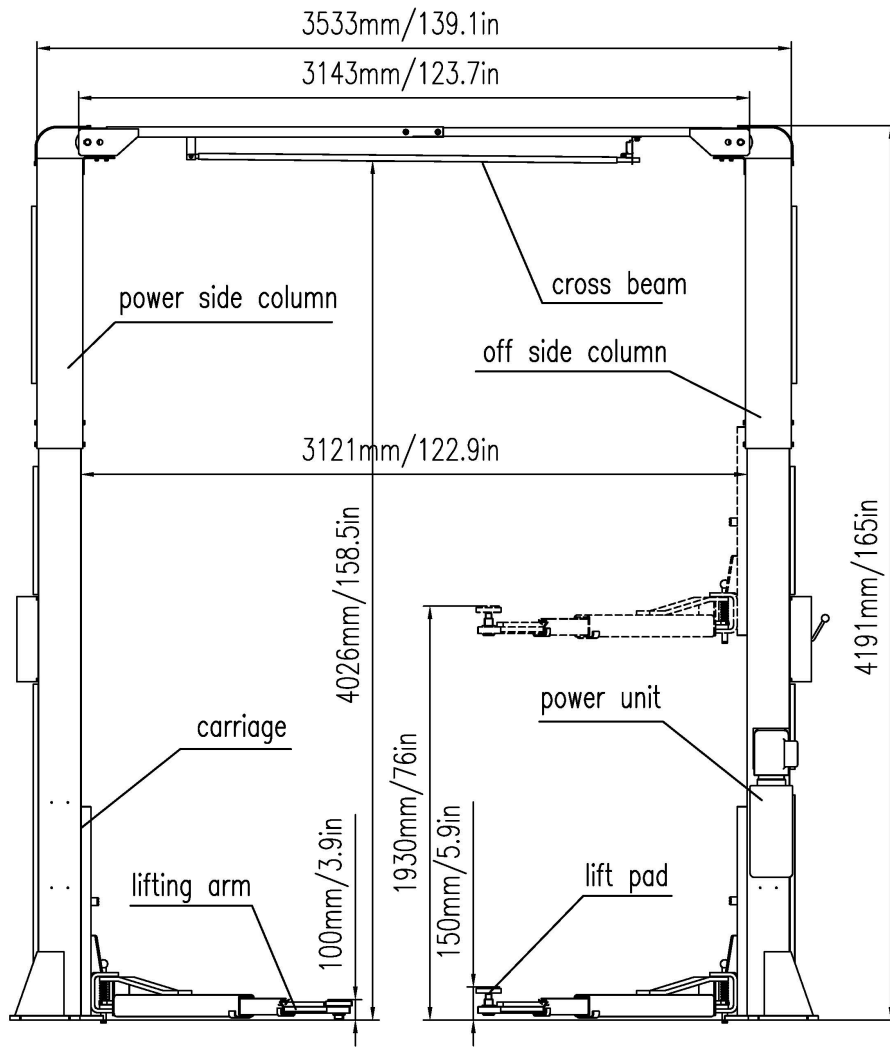 3533mm/139.1in
3143mm/123.7in
cross beam
power side column
off side column
3121mm/122.9in
4026mm/158.5in
4191mm/165in
power unit
carriage
1930mm/76in
150mm/5.9in
100mm/3.9in
lift pad
lifting arm